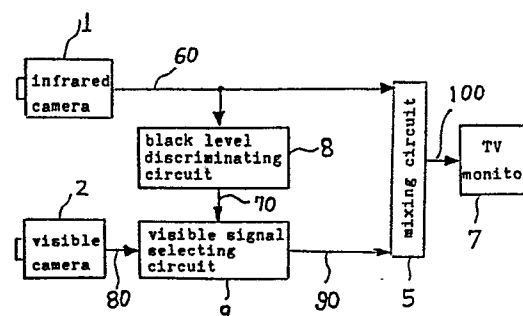 1
60
infrared
camera
mixing circuit
100
TV
monitor
7
black level
discriminating
circuit
8
70
2
visible
camera
80
visible signal
selecting
circuit
9
90
5